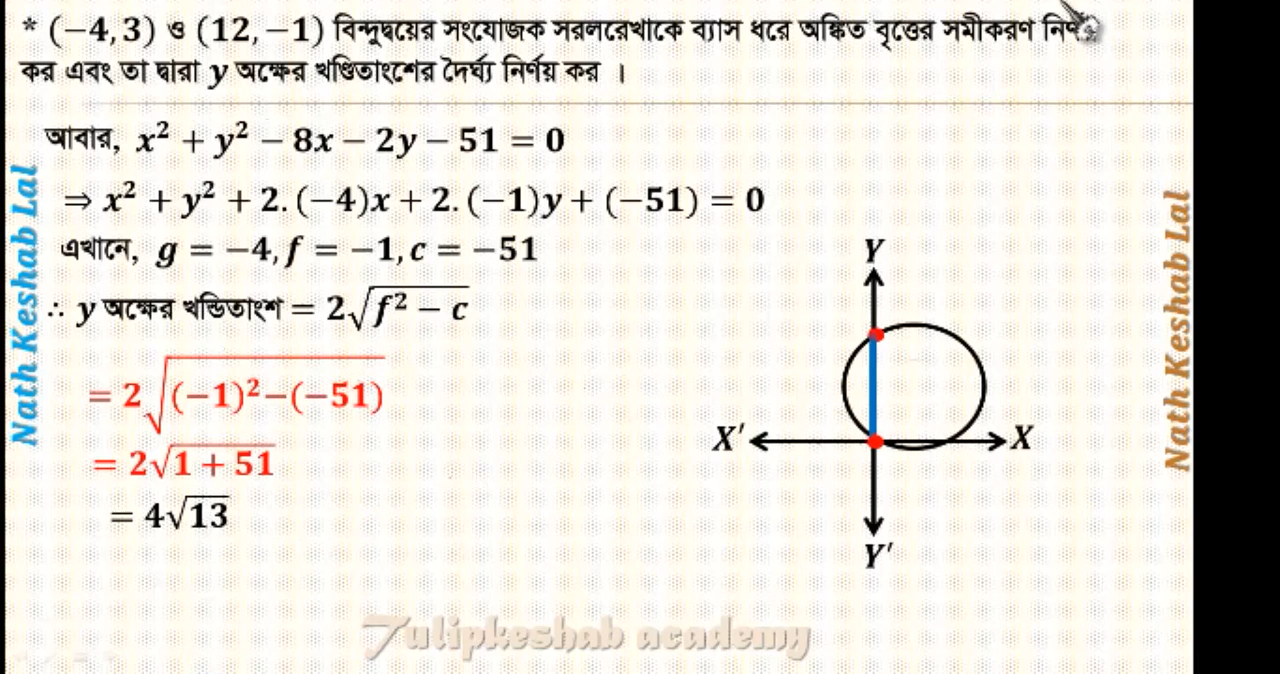 * (−4, 3) ও (12, −1) বিন্দুদ্বয়ের সংযোজক সরলরেখাকে ব্যাস ধরে অঙ্কিত বৃত্তের সমীকরণ
কর এবং তা দ্বারা y অক্ষের খণ্ডিতাংশের দৈর্ঘ্য নির্ণয় কর ।
আবার, x² + y² − 8x − 2y − 51 = 0
⇒ x² + y² + 2. (−4)x + 2. (−1)y + (−51) = 0
এখানে, g = −4, f = −1, c = −51
∴ y অক্ষের খন্ডিতাংশ = 2√(f² − c)
= 2√((−1)²−(−51))
= 2√(1 + 51)
= 4√13
Y
X′ X
Y′
Nath Keshab Lal
Nath Keshab Lal
Tulipkeshab academy